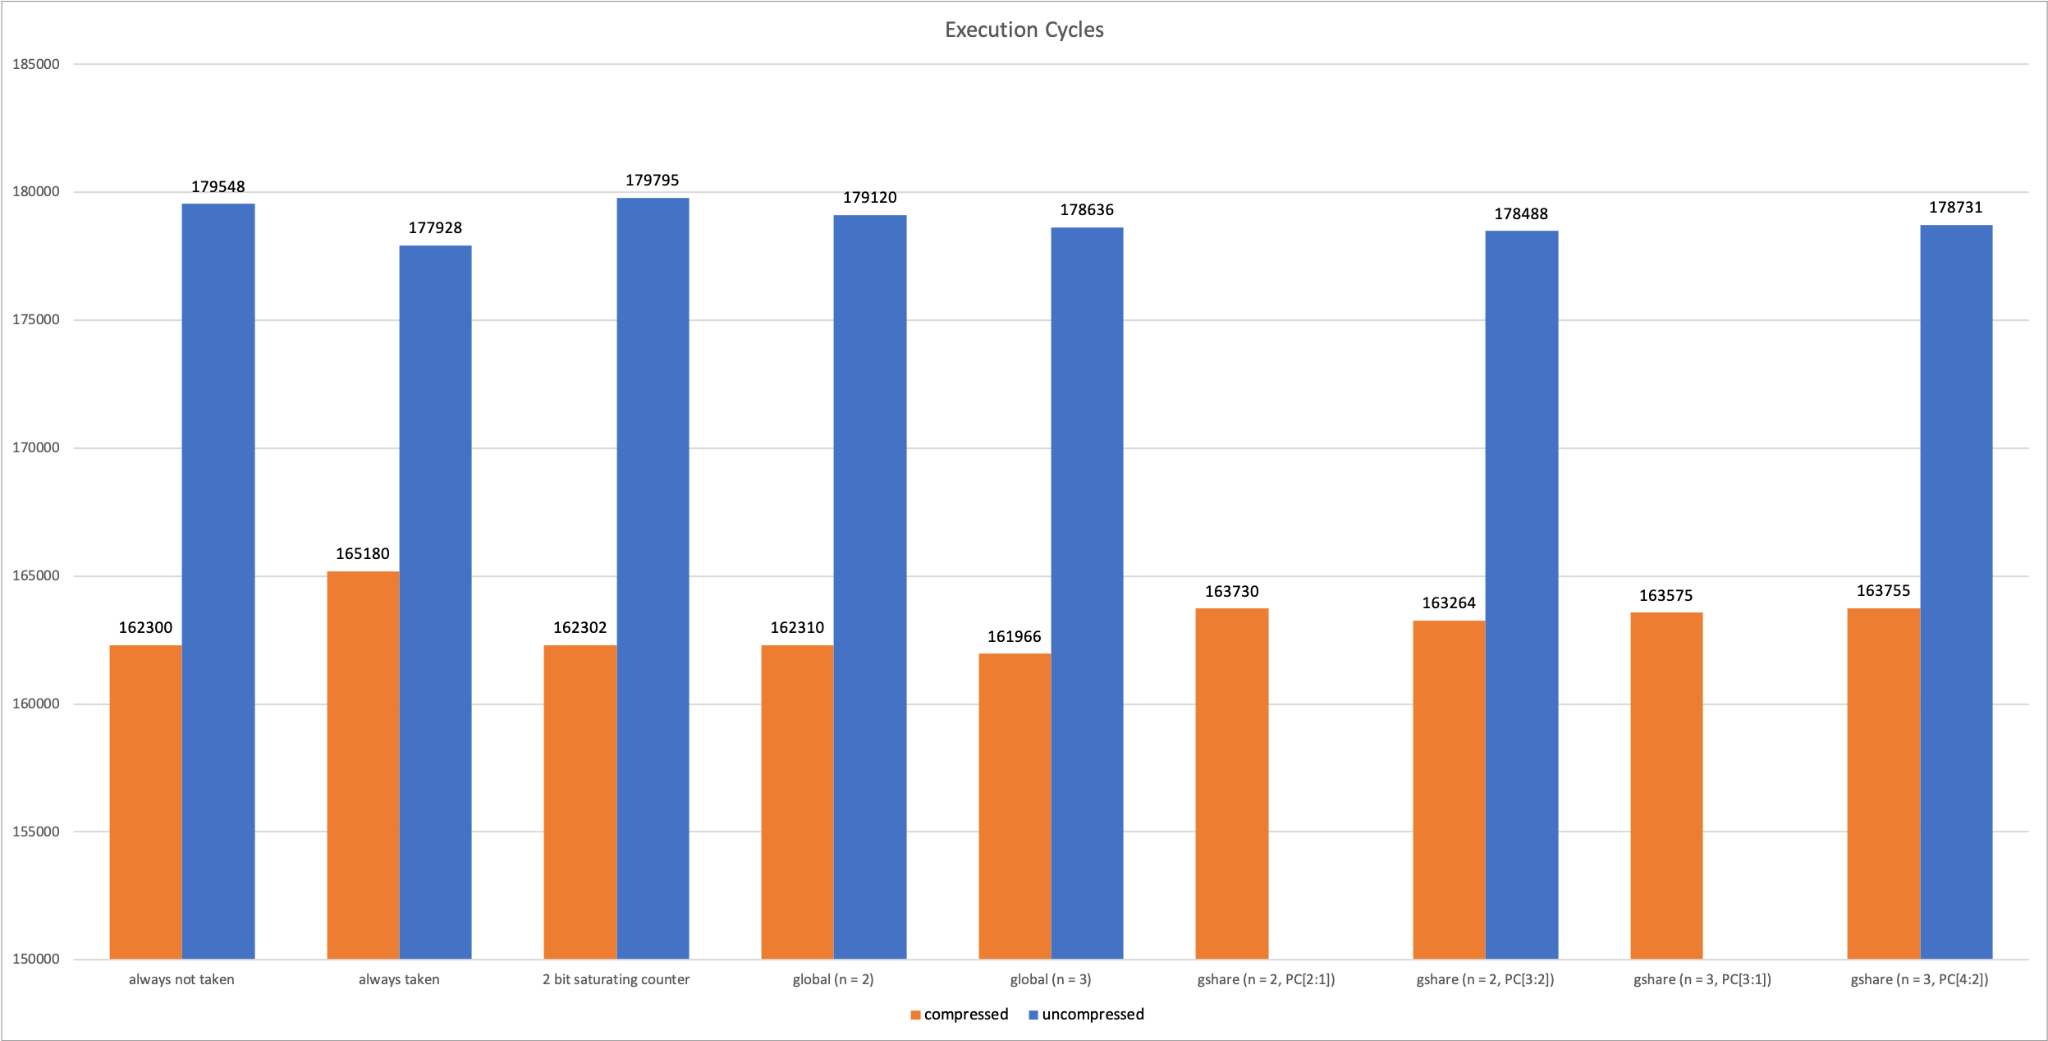 Execution Cycles
185000
180000
175000
170000
165000
160000
155000
150000
179548
177928
179795
179120
178636
178488
178731
162300
165180
162302
162310
161966
163730
163264
163575
163755
always not taken
always taken
2 bit saturating counter
global (n = 2)
global (n = 3)
gshare (n = 2, PC[2:1])
gshare (n = 2, PC[3:2])
gshare (n = 3, PC[3:1])
gshare (n = 3, PC[4:2])
compressed
uncompressed